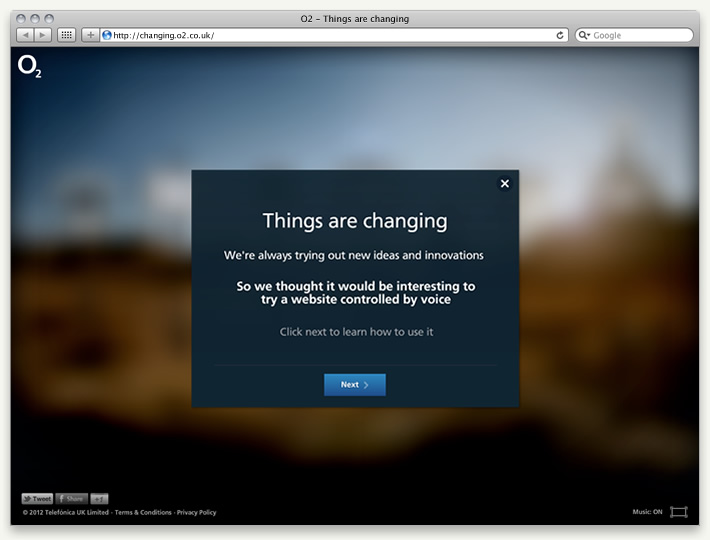 O2 – Things are changing
http://changing.o2.co.uk/
Google
O2
Things are changing
We're always trying out new ideas and innovations
So we thought it would be interesting to
try a website controlled by voice
Click next to learn how to use it
Next
Tweet Share +1
© 2012 Telefónica UK Limited · Terms & Conditions · Privacy Policy
Music: ON